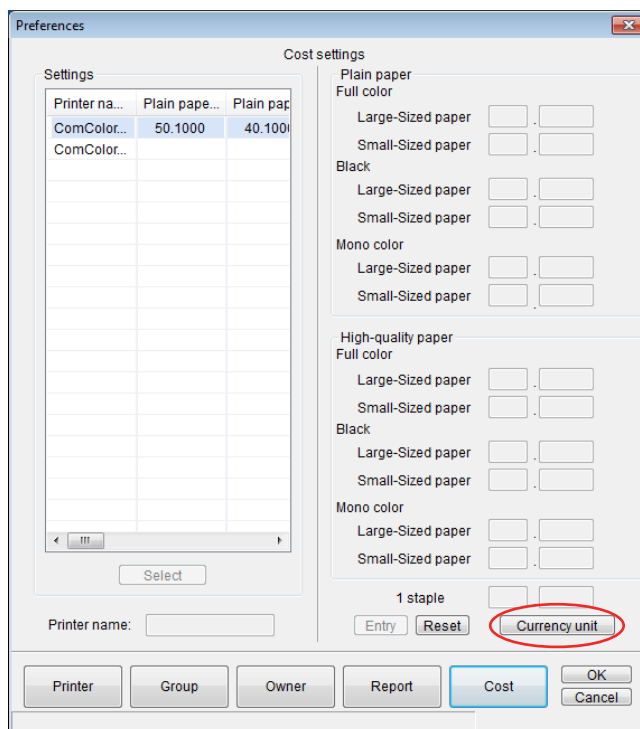 Preferences
Cost settings
Settings
Printer na... Plain pape... Plain pap
ComColor... 50.1000 40.100
ComColor...
Select
Printer name:
Plain paper
Full color
Large-Sized paper .
Small-Sized paper .
Black
Large-Sized paper .
Small-Sized paper .
Mono color
Large-Sized paper .
Small-Sized paper .
High-quality paper
Full color
Large-Sized paper .
Small-Sized paper .
Black
Large-Sized paper .
Small-Sized paper .
Mono color
Large-Sized paper .
Small-Sized paper .
1 staple .
Entry Reset Currency unit
Printer Group Owner Report Cost OK
Cancel